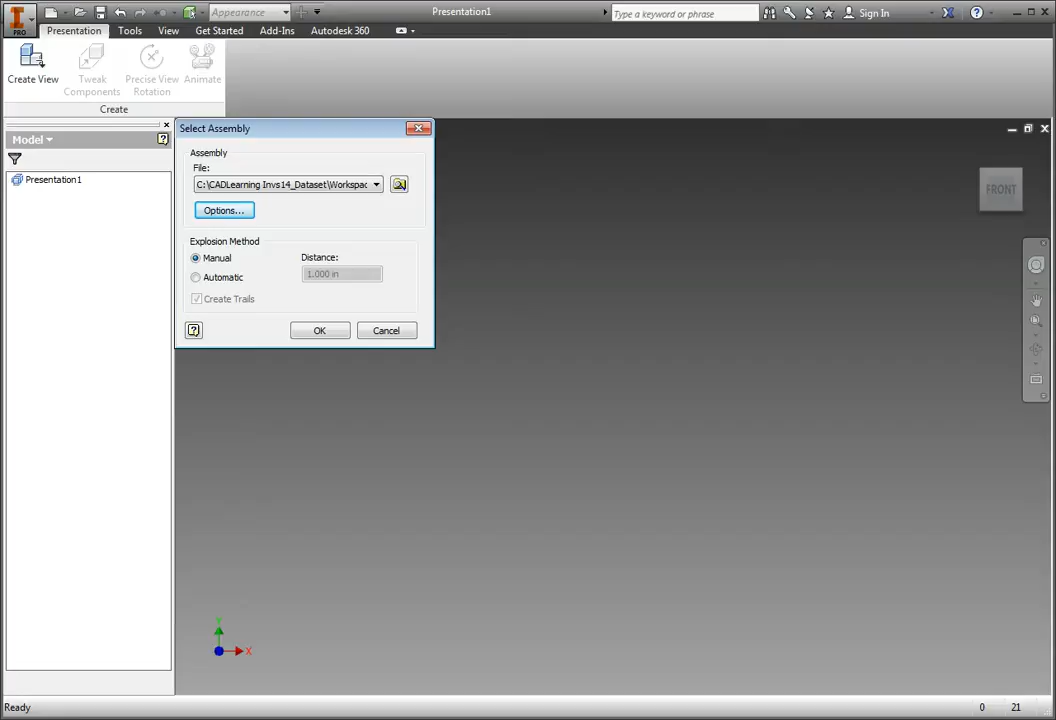 PRO
Appearance
Presentation1
Type a keyword or phrase
Sign In
Presentation
Tools
View
Get Started
Add-Ins
Autodesk 360
Create View
Tweak
Components
Precise View
Rotation
Animate
Create
Model
Presentation1
Select Assembly
Assembly
File:
C:\CADLearning Invs14_Dataset\Workspac
Options...
Explosion Method
Manual
Distance:
1.000 in
Automatic
Create Trails
OK
Cancel
FRONT
Y
X
Ready
0
21